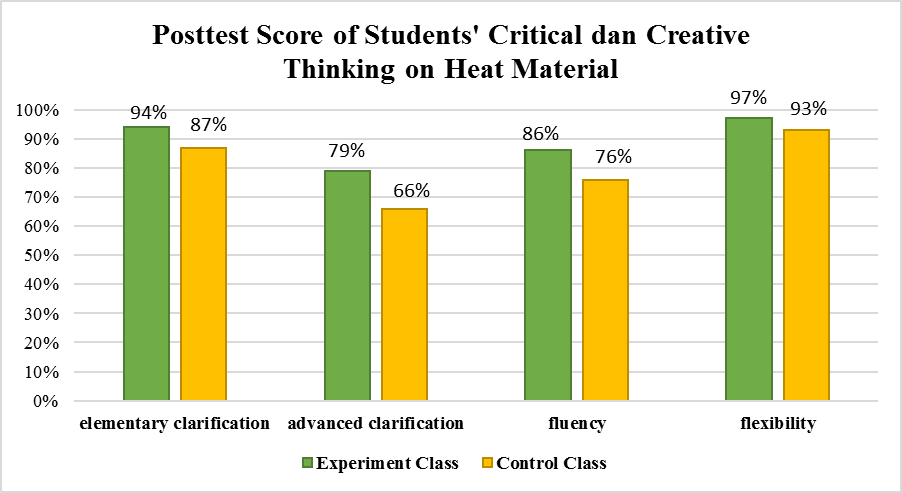 Posttest Score of Students' Critical dan Creative
Thinking on Heat Material
100%
90%
80%
70%
60%
50%
40%
30%
20%
10%
0%
94%
87%
79%
66%
86%
76%
97%
93%
elementary clarification
advanced clarification
fluency
flexibility
Experiment Class
Control Class